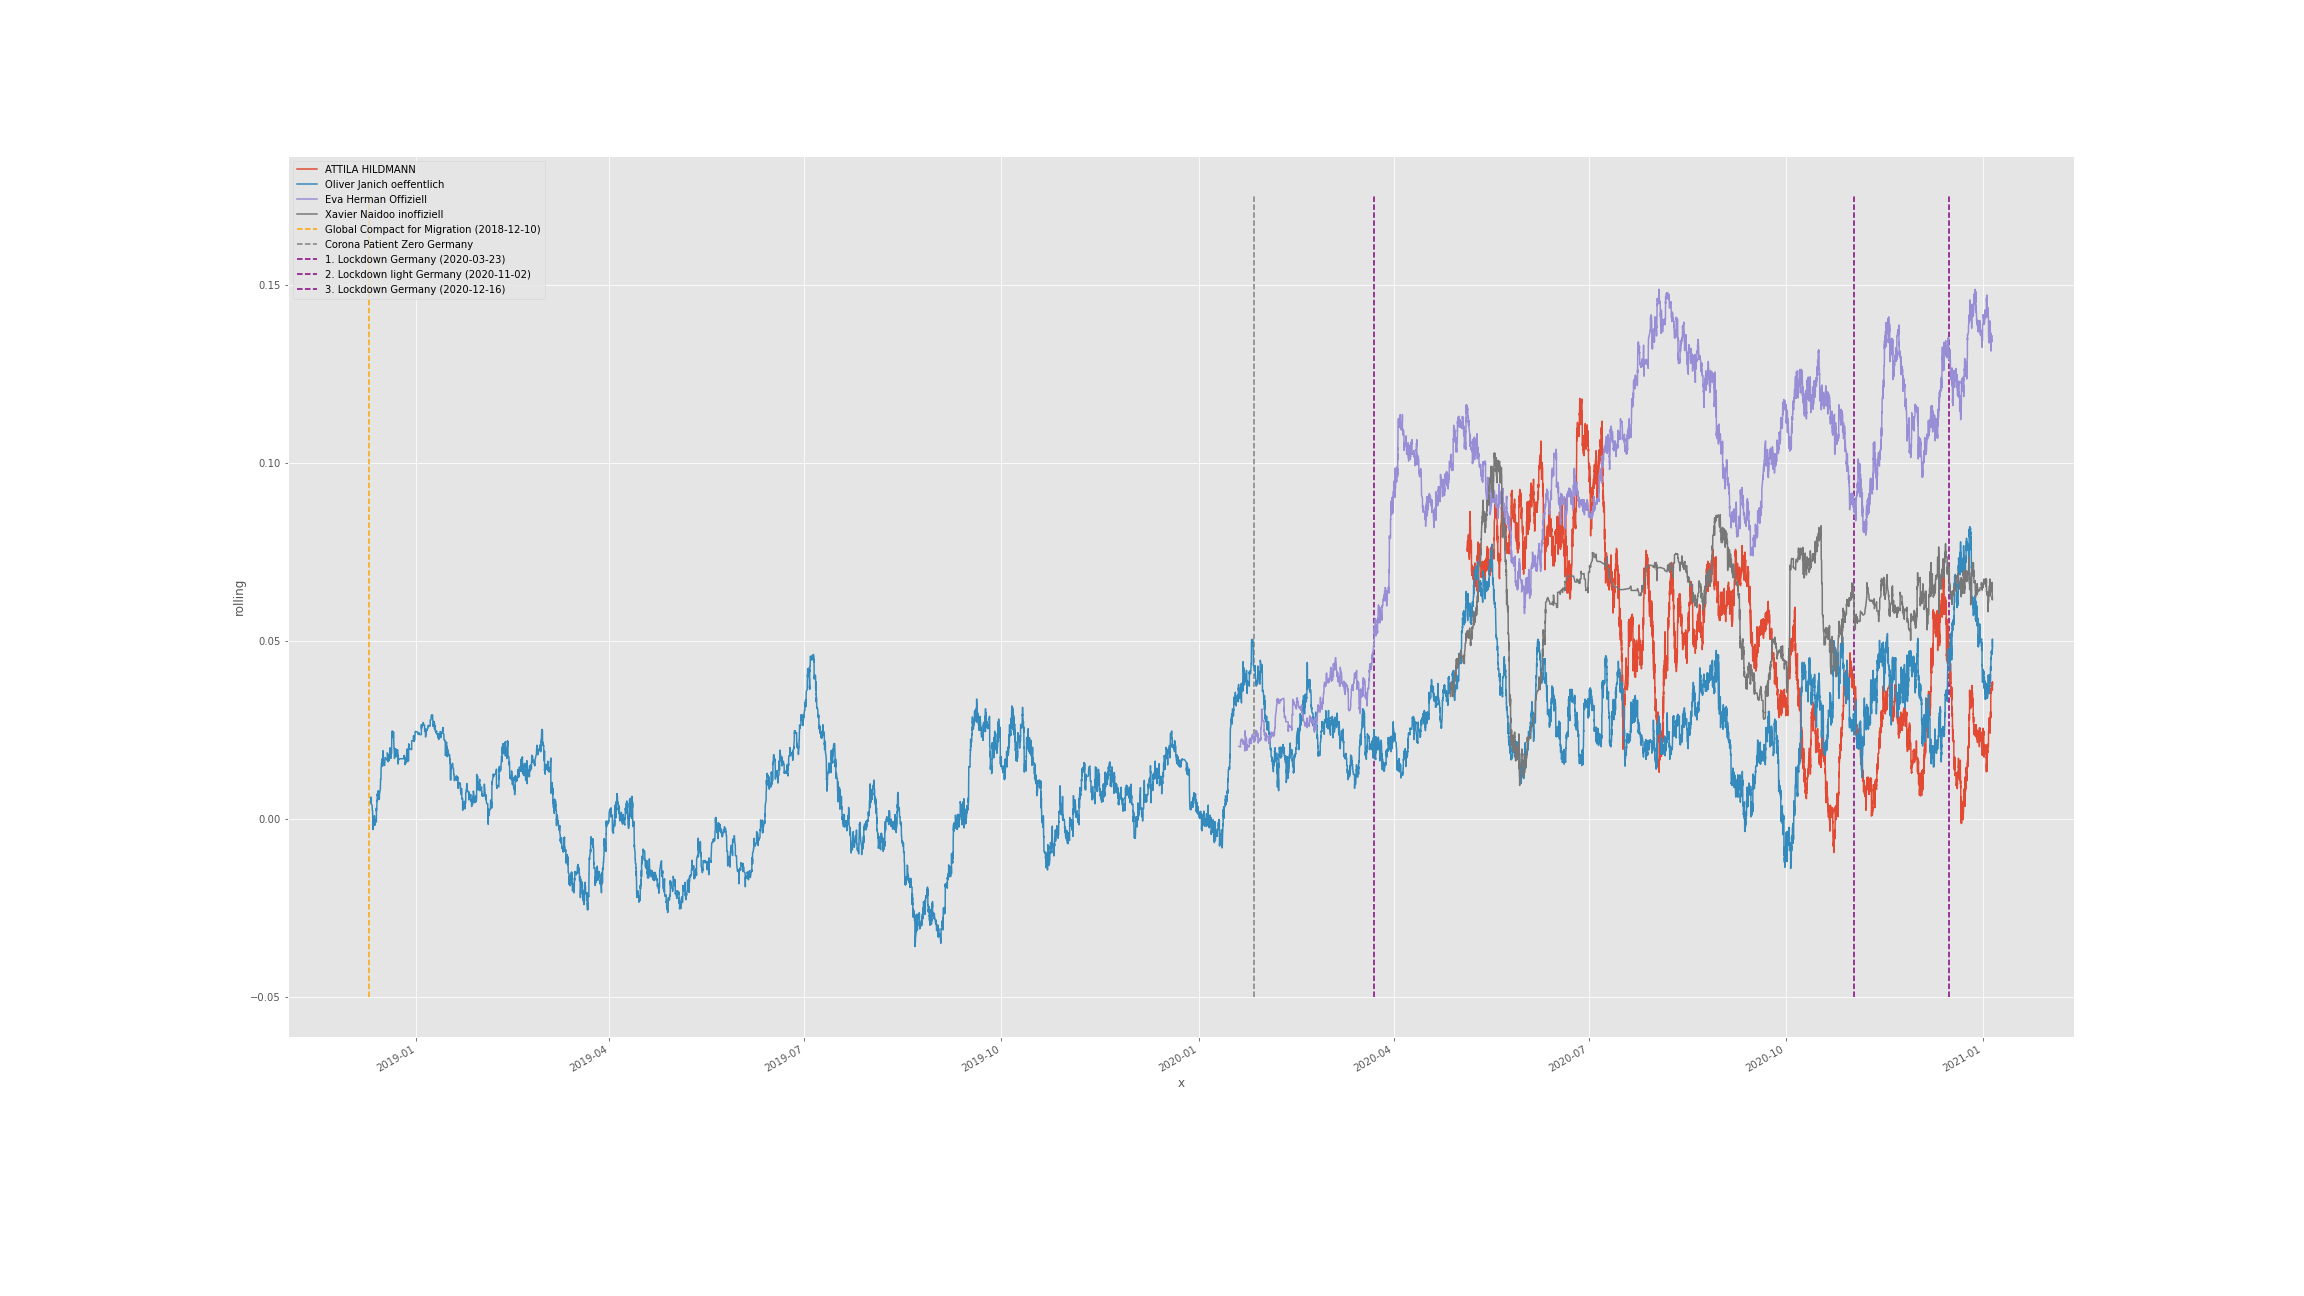 ATTILA HILDMANN
Oliver Janich oeffentlich
Eva Herman Offiziell
Xavier Naidoo inoffiziell
Global Compact for Migration (2018-12-10)
Corona Patient Zero Germany
1. Lockdown Germany (2020-03-23)
2. Lockdown light Germany (2020-11-02)
3. Lockdown Germany (2020-12-16)
0.15
0.10
0.05
0.00
−0.05
rolling
2019-01
2019-04
2019-07
2019-10
2020-01
2020-04
2020-07
2020-10
2021-01
x